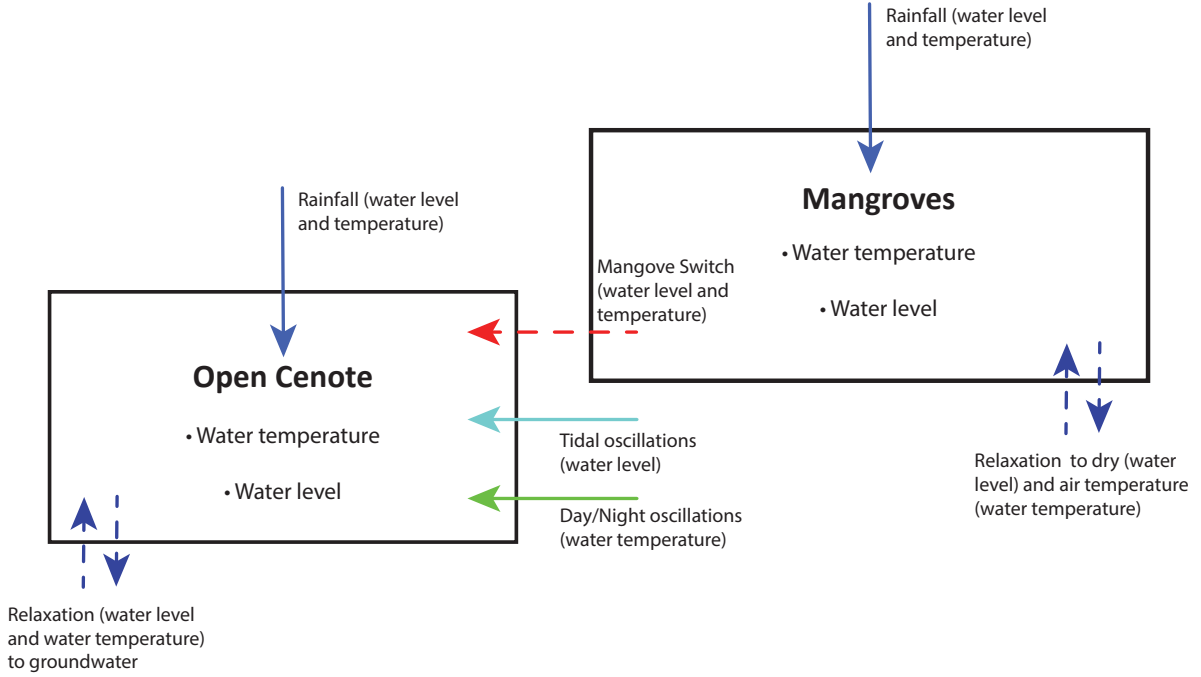 Rainfall (water level
and temperature)
Mangroves
• Water temperature
• Water level
Rainfall (water level
and temperature)
Mangove Switch
(water level and
temperature)
Open Cenote
• Water temperature
• Water level
Tidal oscillations
(water level)
Day/Night oscillations
(water temperature)
Relaxation to dry (water
level) and air temperature
(water temperature)
Relaxation (water level
and water temperature)
to groundwater